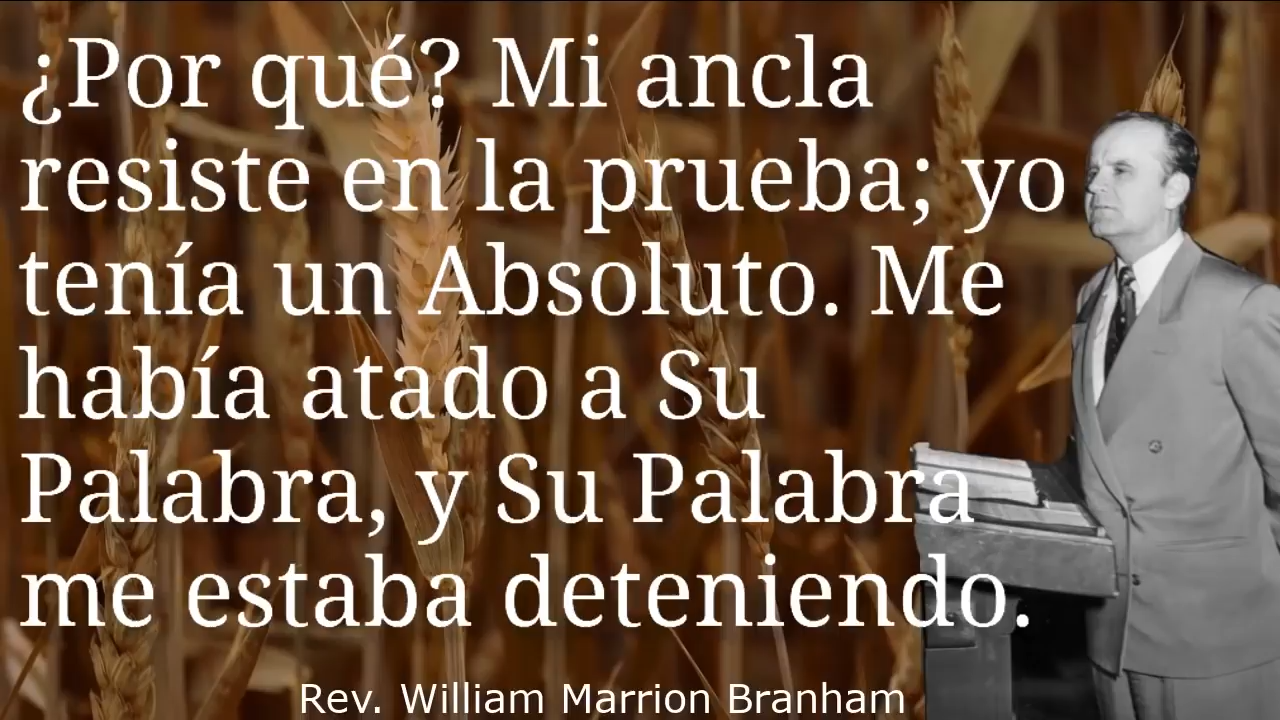 ¿Por qué? Mi ancla
resiste en la prueba; yo
tenía un Absoluto. Me
había atado a Su
Palabra, y Su Palabra
me estaba deteniendo.
Rev. William Marrion Branham